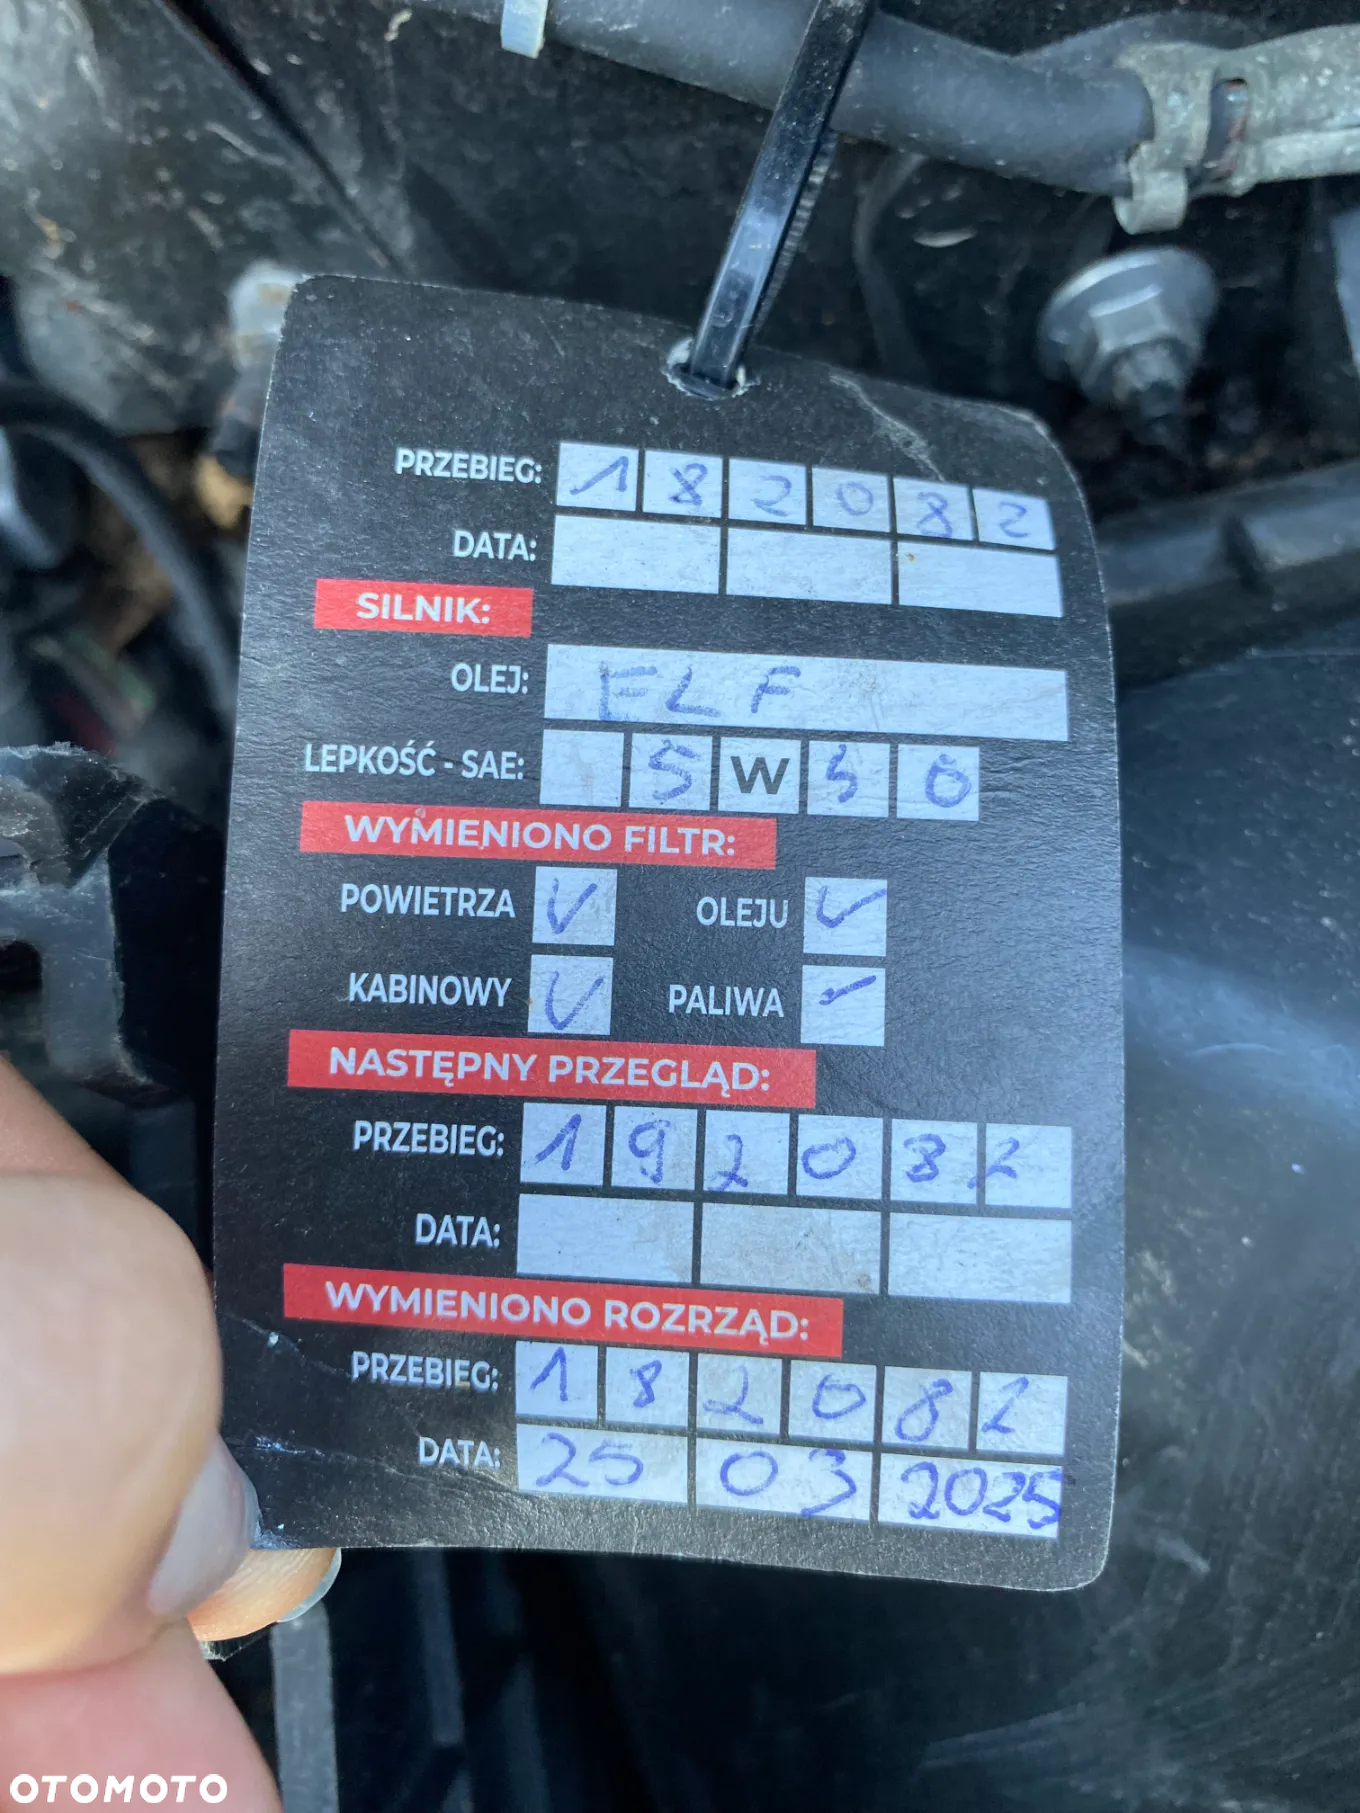 PRZEBIEG: 182082
DATA:
SILNIK:
OLEJ: ELF
LEPKOŚĆ - SAE: 5W30
WYMIENIONO FILTR:
POWIETRZA V OLEJU V
KABINOWY V PALIWA ✓
NASTĘPNY PRZEGLĄD:
PRZEBIEG: 192082
DATA:
WYMIENIONO ROZRZĄD:
PRZEBIEG: 182082
DATA: 25 03 2025
OTOMOTO